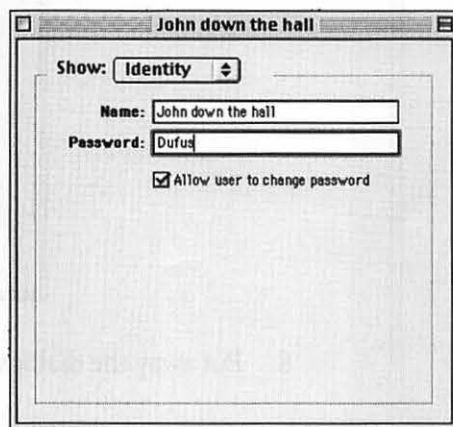 John down the hall
Show: Identity
Name: John down the hall
Password: Dufus
Allow user to change password